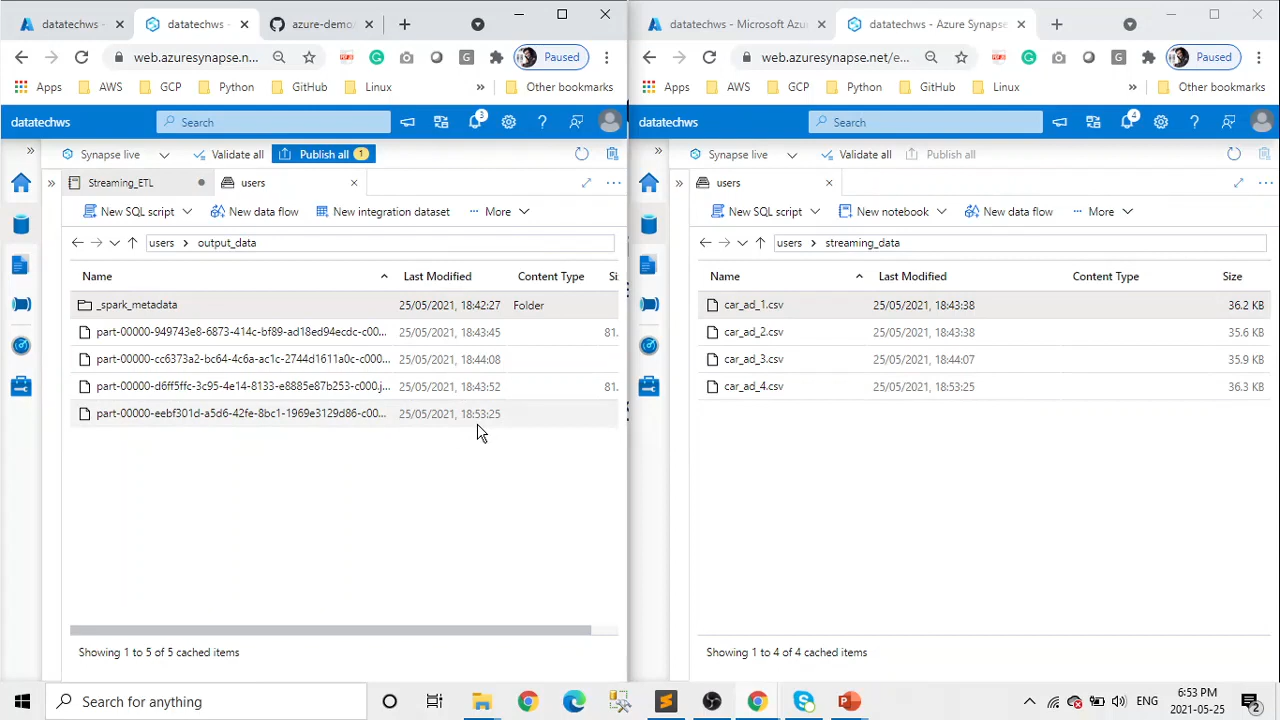 datatechws -
datatechws -
azure-demo
web.azuresynapse.n...
Paused
Apps
AWS
GCP
Python
GitHub
Linux
»
Other bookmarks
datatechws
Search
3
Synapse live
Validate all
Publish all
1
Streaming_ETL
users
New SQL script
New data flow
New integration dataset
More
users > output_data
Name
Last Modified
Content Type
Si
_spark_metadata 25/05/2021, 18:42:27 Folder
part-00000-949743e8-6873-414c-bf89-ad18ed94ecdc-c00... 25/05/2021, 18:43:45 81.
part-00000-cc6373a2-bc64-4c6a-ac1c-2744d1611a0c-c000... 25/05/2021, 18:44:08
part-00000-d6ff5ffc-3c95-4e14-8133-e8885e87b253-c000.j... 25/05/2021, 18:43:52 81.
part-00000-eebf301d-a5d6-42fe-8bc1-1969e3129d86-c00... 25/05/2021, 18:53:25
Showing 1 to 5 of 5 cached items
datatechws - Microsoft Azu
datatechws - Azure Synapse
web.azuresynapse.net/e...
Paused
Apps
AWS
GCP
Python
GitHub
Linux
»
Other bookmarks
datatechws
Search
4
Synapse live
Validate all
Publish all
users
New SQL script
New notebook
New data flow
More
users > streaming_data
Name
Last Modified
Content Type
Size
car_ad_1.csv 25/05/2021, 18:43:38 36.2 KB
car_ad_2.csv 25/05/2021, 18:43:38 35.6 KB
car_ad_3.csv 25/05/2021, 18:44:07 35.9 KB
car_ad_4.csv 25/05/2021, 18:53:25 36.3 KB
Showing 1 to 4 of 4 cached items
Search for anything
ENG
6:53 PM
2021-05-25
2